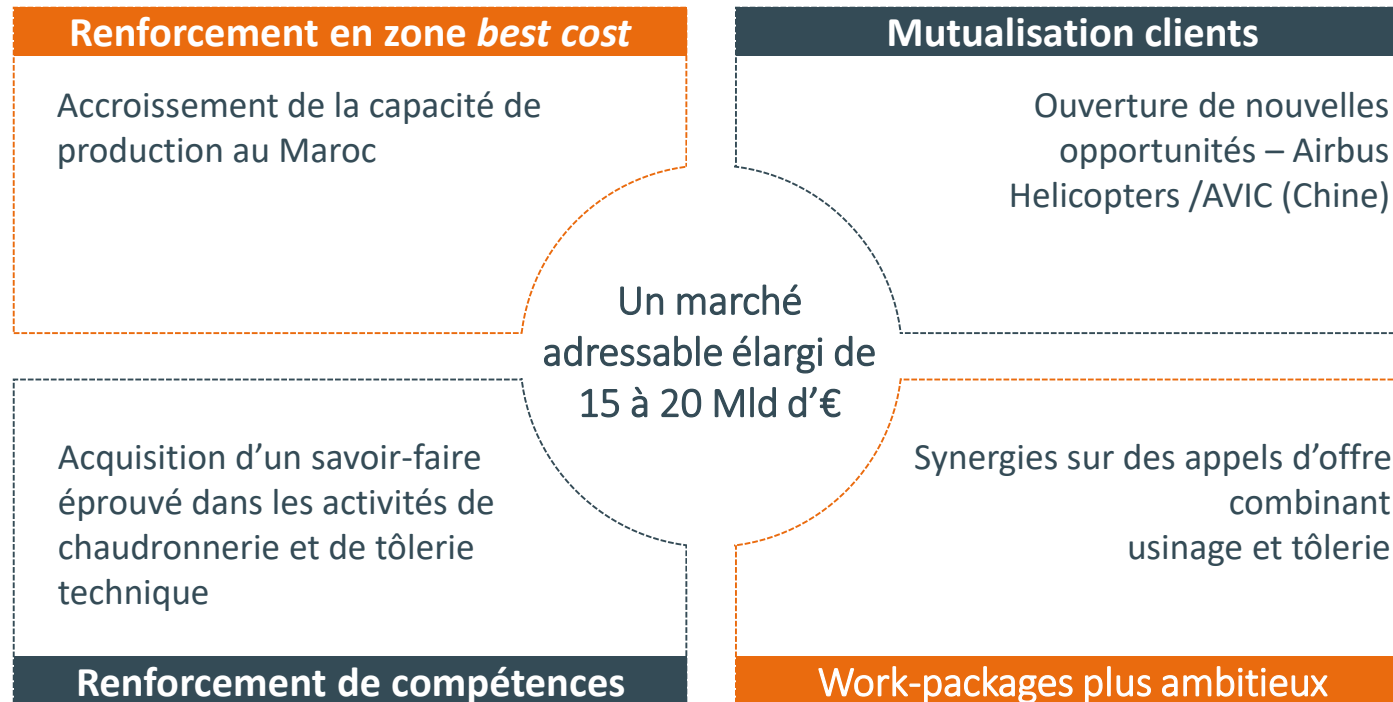 Renforcement en zone best cost
Accroissement de la capacité de
production au Maroc
Mutualisation clients
Ouverture de nouvelles
opportunités – Airbus
Helicopters /AVIC (Chine)
Un marché
adressable élargi de
15 à 20 Mld d’€
Acquisition d’un savoir-faire
éprouvé dans les activités de
chaudronnerie et de tôlerie
technique
Renforcement de compétences
Synergies sur des appels d’offre
combinant
usinage et tôlerie
Work-packages plus ambitieux